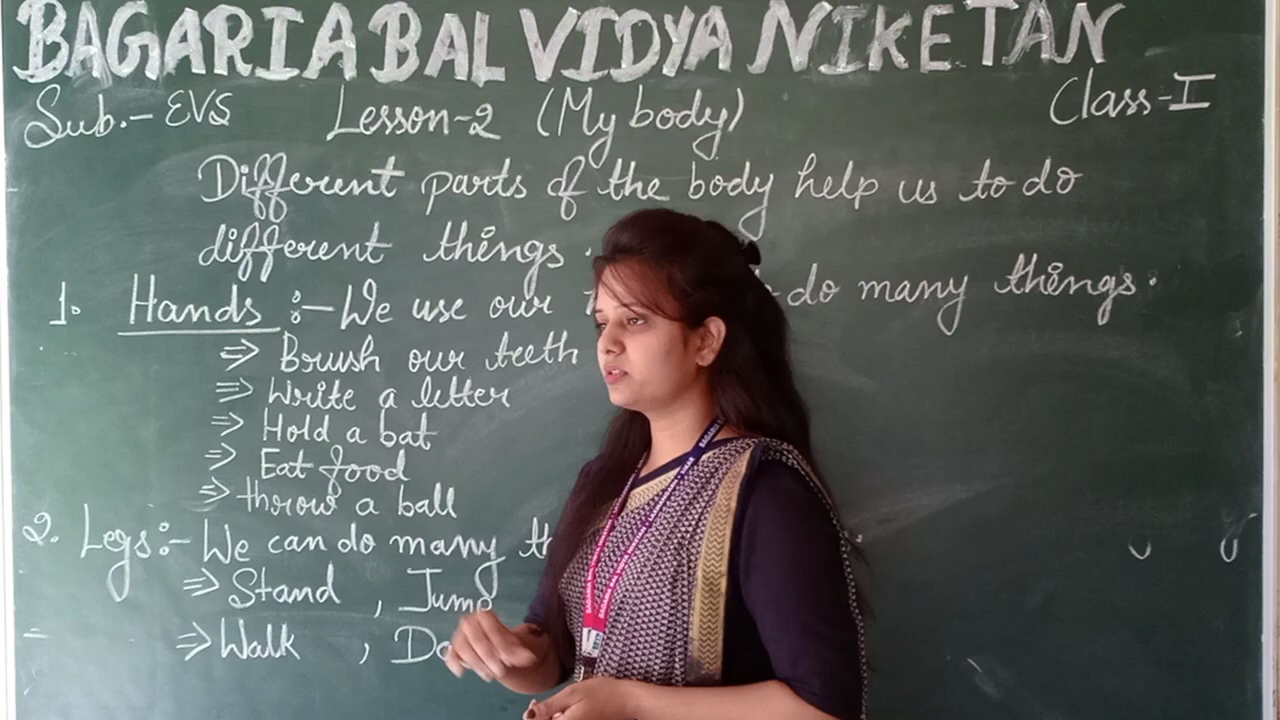 BAGARIA BAL VIDYA NIKETAN
Sub.:- EVS Lesson-2 (My body) Class-I
Different parts of the body help us to do
different things.
1. Hands :- We use our do many things.
⇒ Brush our teeth
⇒ Write a letter
⇒ Hold a bat
⇒ Eat food
⇒ throw a ball
2. Legs:- We can do many
⇒ Stand , Jump
⇒ Walk ,